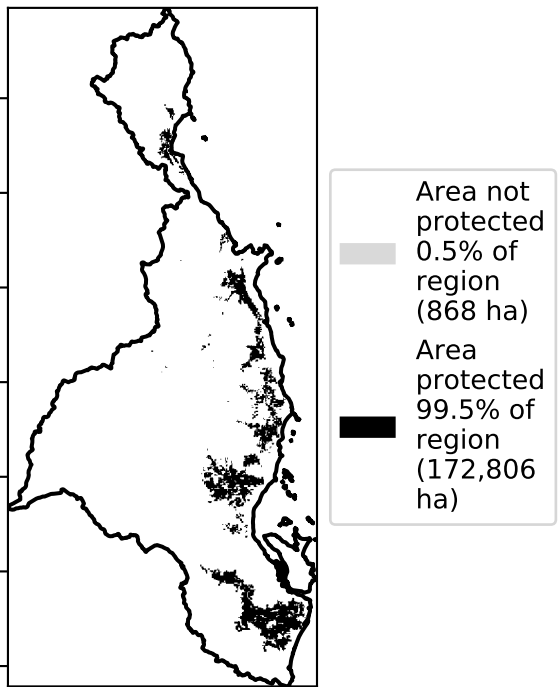 Area not
protected
0.5% of
region
(868 ha)
Area
protected
99.5% of
region
(172,806
ha)